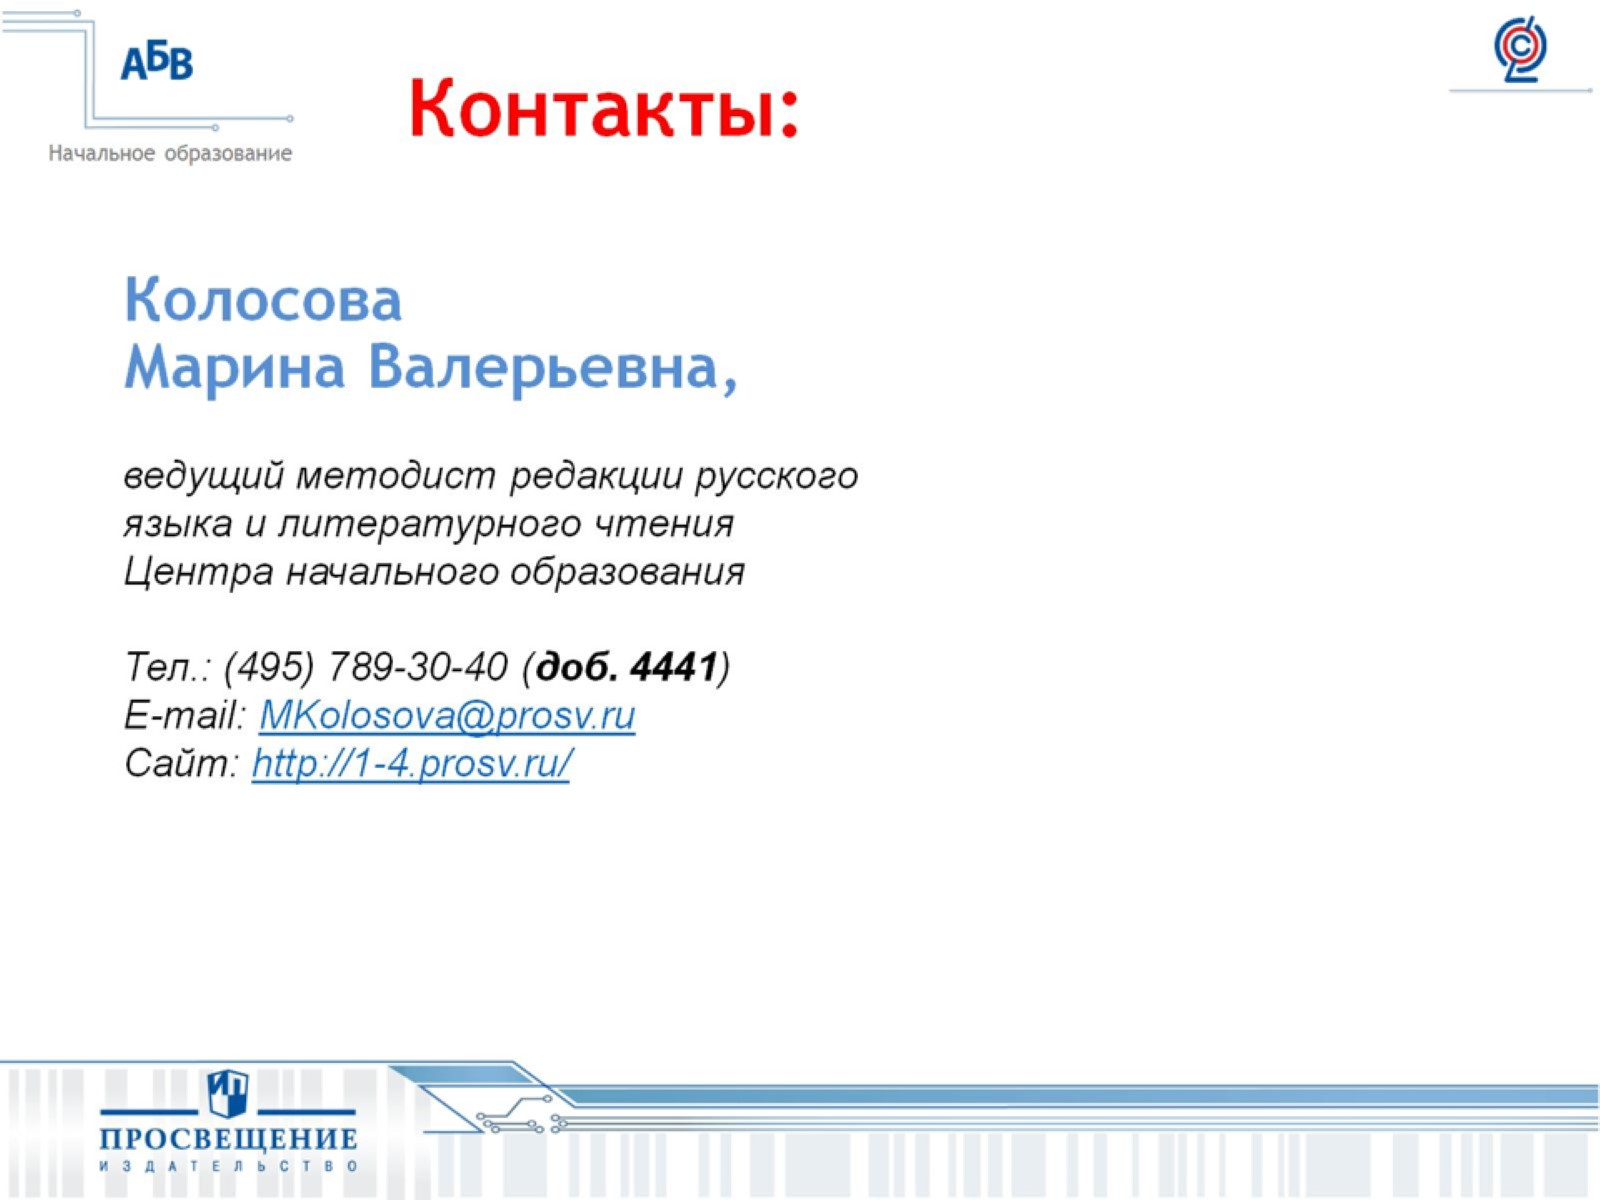 АБВ
Начальное образование
Контакты:
Колосова
Марина Валерьевна,
ведущий методист редакции русского
языка и литературного чтения
Центра начального образования
Тел.: (495) 789-30-40 (доб. 4441)
E-mail: MKolosova@prosv.ru
Сайт: http://1-4.prosv.ru/
ИП
ПРОСВЕЩЕНИЕ
ИЗДАТЕЛЬСТВО